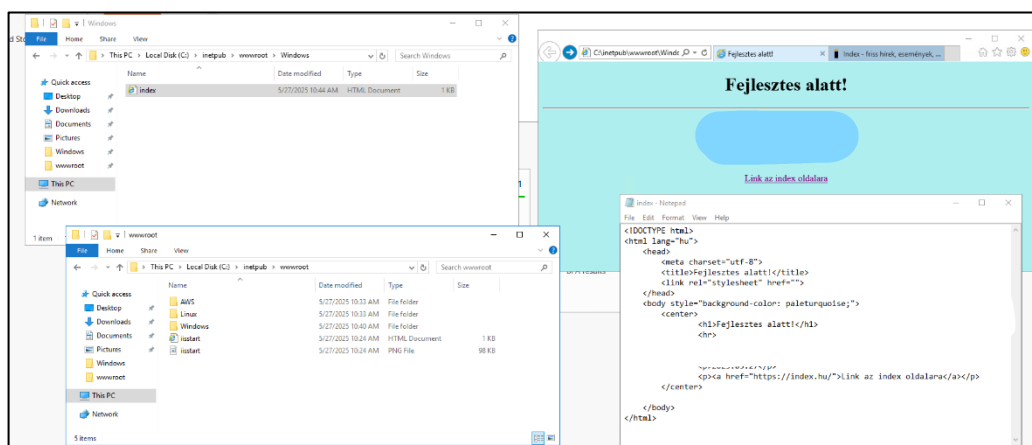 Windows
File Home Share View
This PC > Local Disk (C:) > inetpub > wwwroot > Windows
Search Windows
Name Date modified Type Size
index 5/27/2025 10:44 AM HTML Document 1 KB
Quick access
Desktop
Downloads
Documents
Pictures
Windows
wwwroot
This PC
Network
1 item
wwwroot
File Home Share View
This PC > Local Disk (C:) > inetpub > wwwroot
Search wwwroot
Name Date modified Type Size
AWS 5/27/2025 10:33 AM File folder
Linux 5/27/2025 10:33 AM File folder
Windows 5/27/2025 10:40 AM File folder
iisstart 5/27/2025 10:24 AM HTML Document 1 KB
iisstart 5/27/2025 10:24 AM PNG File 98 KB
Quick access
Desktop
Downloads
Documents
Pictures
Windows
wwwroot
This PC
Network
5 items
C:\inetpub\wwwroot\Windc
Fejlesztes alatt!
Index - friss hírek, események, ...
Fejlesztes alatt!
Link az index oldalara
index - Notepad
File Edit Format View Help
<!DOCTYPE html>
<html lang="hu">
<head>
<meta charset="utf-8">
<title>Fejlesztes alatt!</title>
<link rel="stylesheet" href="">
</head>
<body style="background-color: paleturquoise;">
<center>
<h1>Fejlesztes alatt!</h1>
<hr>
<p><a href="https://index.hu/">Link az index oldalara</a></p>
</center>
</body>
</html>